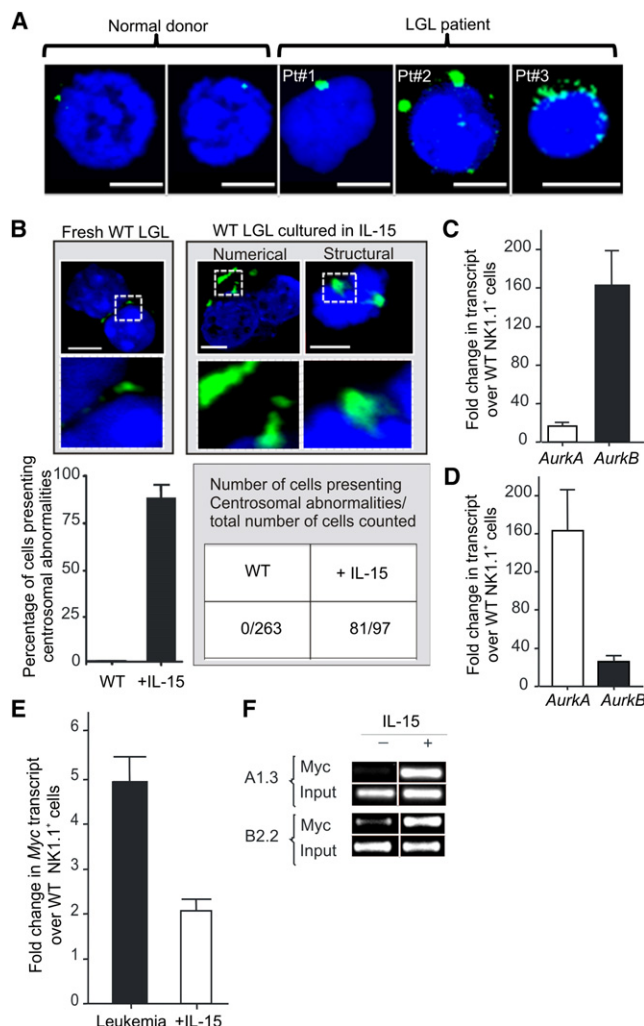 A
Normal donor
LGL patient
Pt#1
Pt#2
Pt#3
B
Fresh WT LGL
WT LGL cultured in IL-15
Numerical
Structural
Percentage of cells presenting
centrosomal abnormalities
100
75
50
25
0
WT
+IL-15
Number of cells presenting
Centrosomal abnormalities/
total number of cells counted
WT
+ IL-15
0/263
81/97
C
Fold change in transcript
over WT NK1.1+ cells
200
160
120
80
40
0
AurkA
AurkB
D
Fold change in transcript
over WT NK1.1+ cells
200
160
120
80
40
0
AurkA
AurkB
E
Fold change in Myc transcript
over WT NK1.1+ cells
6
5
4
3
2
1
0
Leukemia
+IL-15
F
IL-15
–
+
A1.3
Myc
Input
B2.2
Myc
Input